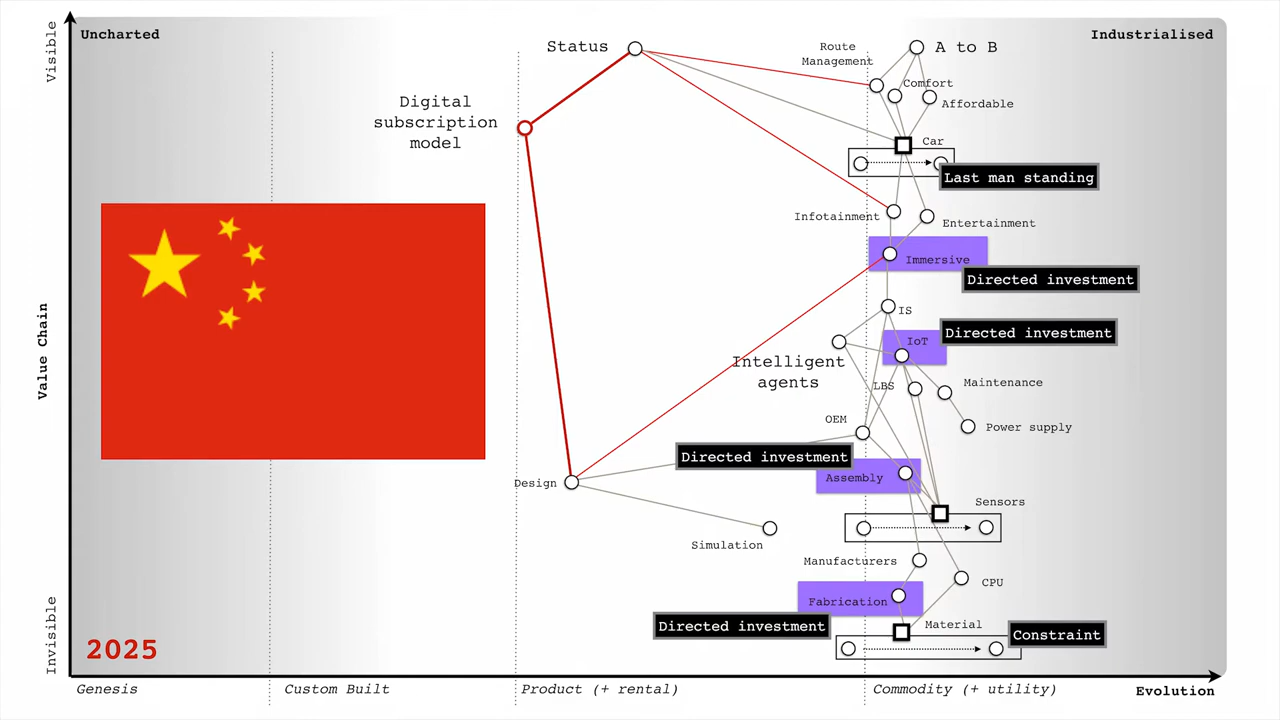 Uncharted
Industrialised
Visible
Value Chain
Invisible
Status
Route
Management
A to B
Comfort
Affordable
Digital
subscription
model
Car
Last man standing
Infotainment
Entertainment
Immersive
Directed investment
IS
IoT
Directed investment
Intelligent
agents
LBS
Maintenance
OEM
Power supply
Directed investment
Assembly
Design
Sensors
Simulation
Manufacturers
CPU
Fabrication
Directed investment
Material
Constraint
2025
Genesis
Custom Built
Product (+ rental)
Commodity (+ utility)
Evolution